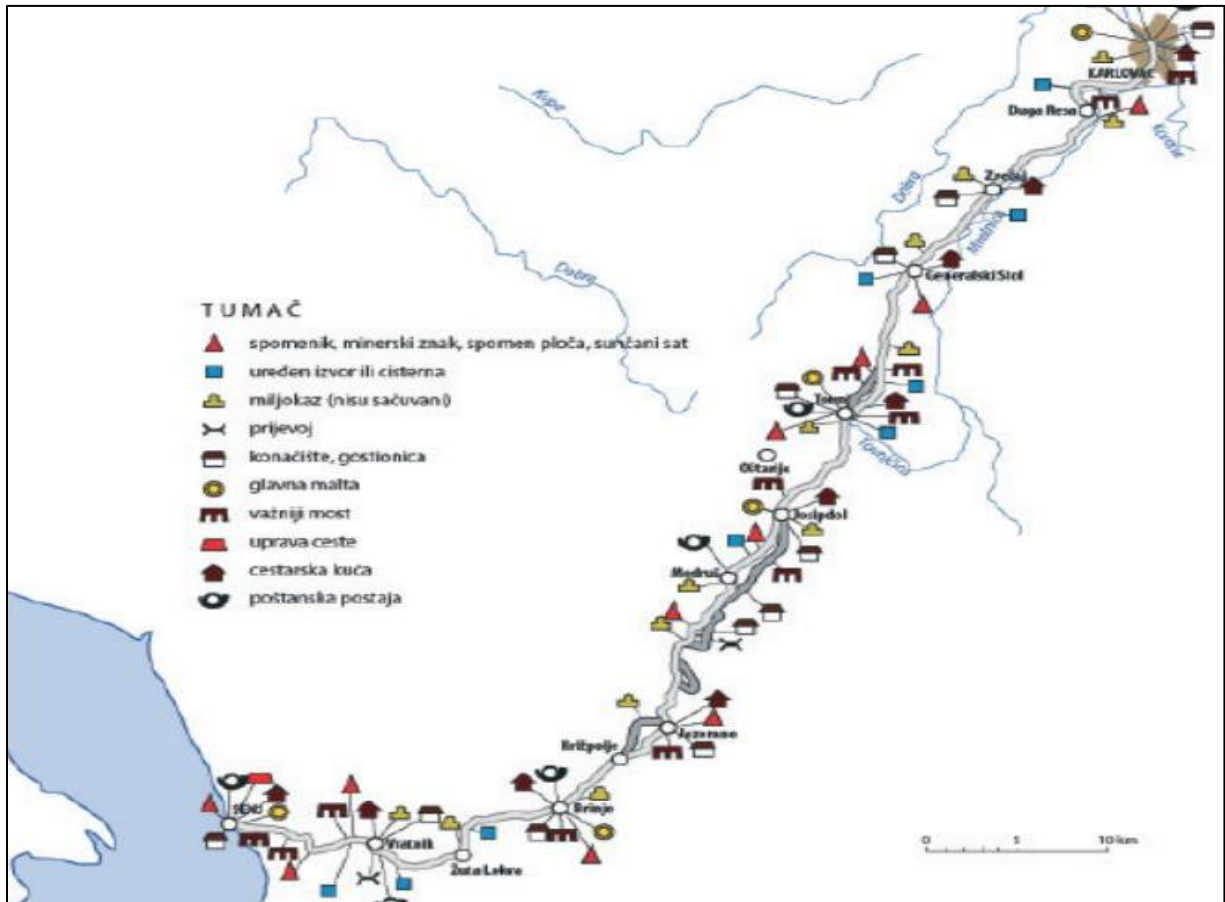 KARLOVAC
Duga Resa
Korana
Kupa
Dobra
Zvečaj
Mrežnica
Generalski Stol
Dobra
TUMAČ
spomenik, minerski znak, spomen ploča, sunčani sat
uređen izvor ili cisterna
miljokaz (nisu sačuvani)
prijevoj
konačište, gostionica
glavna malta
važniji most
uprava ceste
cestarska kuća
poštanska postaja
Tounj
Tounjčica
Oštarije
Josipdol
Modruš
Jezerane
Križpolje
SENJ
Brinje
Vratnik
Žuta Lokva
0 5 10 km